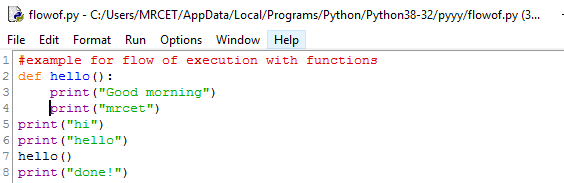 flowof.py - C:/Users/MRCET/AppData/Local/Programs/Python/Python38-32/pyyy/flowof.py (3...
File Edit Format Run Options Window Help
1 #example for flow of execution with functions
2 def hello():
3     print("Good morning")
4     print("mrcet")
5 print("hi")
6 print("hello")
7 hello()
8 print("done!")